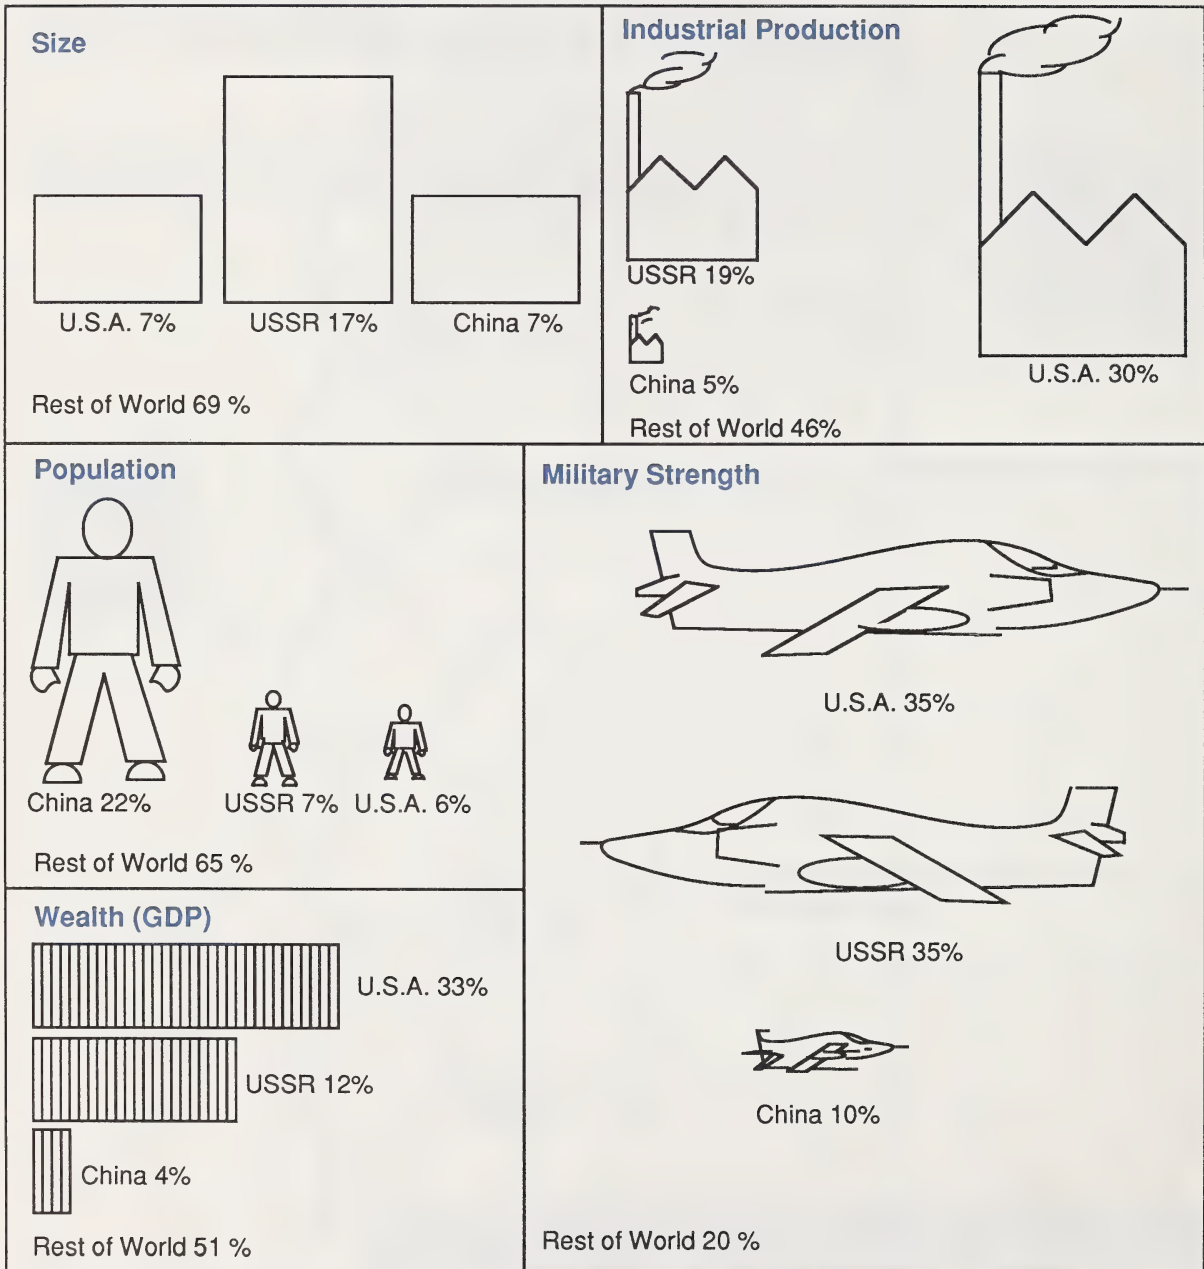 Size
U.S.A. 7%
USSR 17%
China 7%
Rest of World 69 %
Industrial Production
USSR 19%
China 5%
U.S.A. 30%
Rest of World 46%
Population
China 22%
USSR 7%
U.S.A. 6%
Rest of World 65 %
Wealth (GDP)
U.S.A. 33%
USSR 12%
China 4%
Rest of World 51 %
Military Strength
U.S.A. 35%
USSR 35%
China 10%
Rest of World 20 %